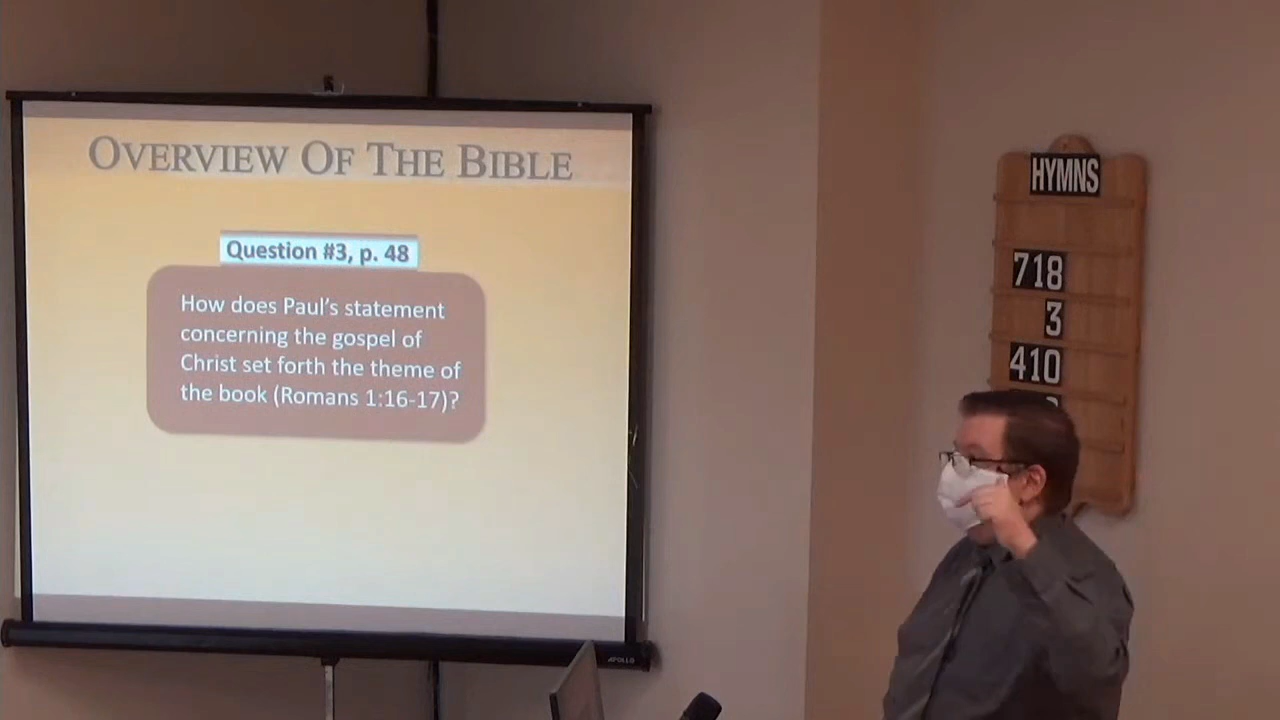 OVERVIEW OF THE BIBLE
Question #3, p. 48
How does Paul's statement
concerning the gospel of
Christ set forth the theme of
the book (Romans 1:16-17)?
APOLLO
HYMNS
718
3
410